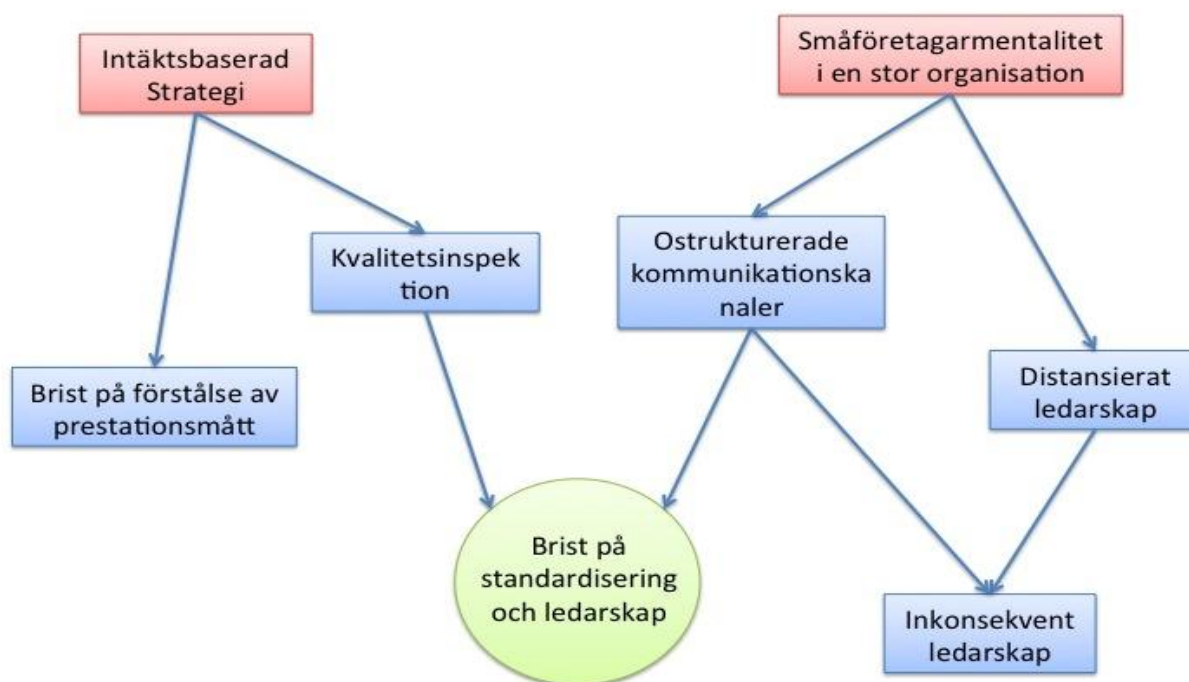 Intäktsbaserad
Strategi
Småföretagarmentalitet
i en stor organisation
Kvalitetsinspek
tion
Ostrukturerade
kommunikationska
naler
Brist på förstålse av
prestationsmått
Distansierat
ledarskap
Brist på
standardisering
och ledarskap
Inkonsekvent
ledarskap